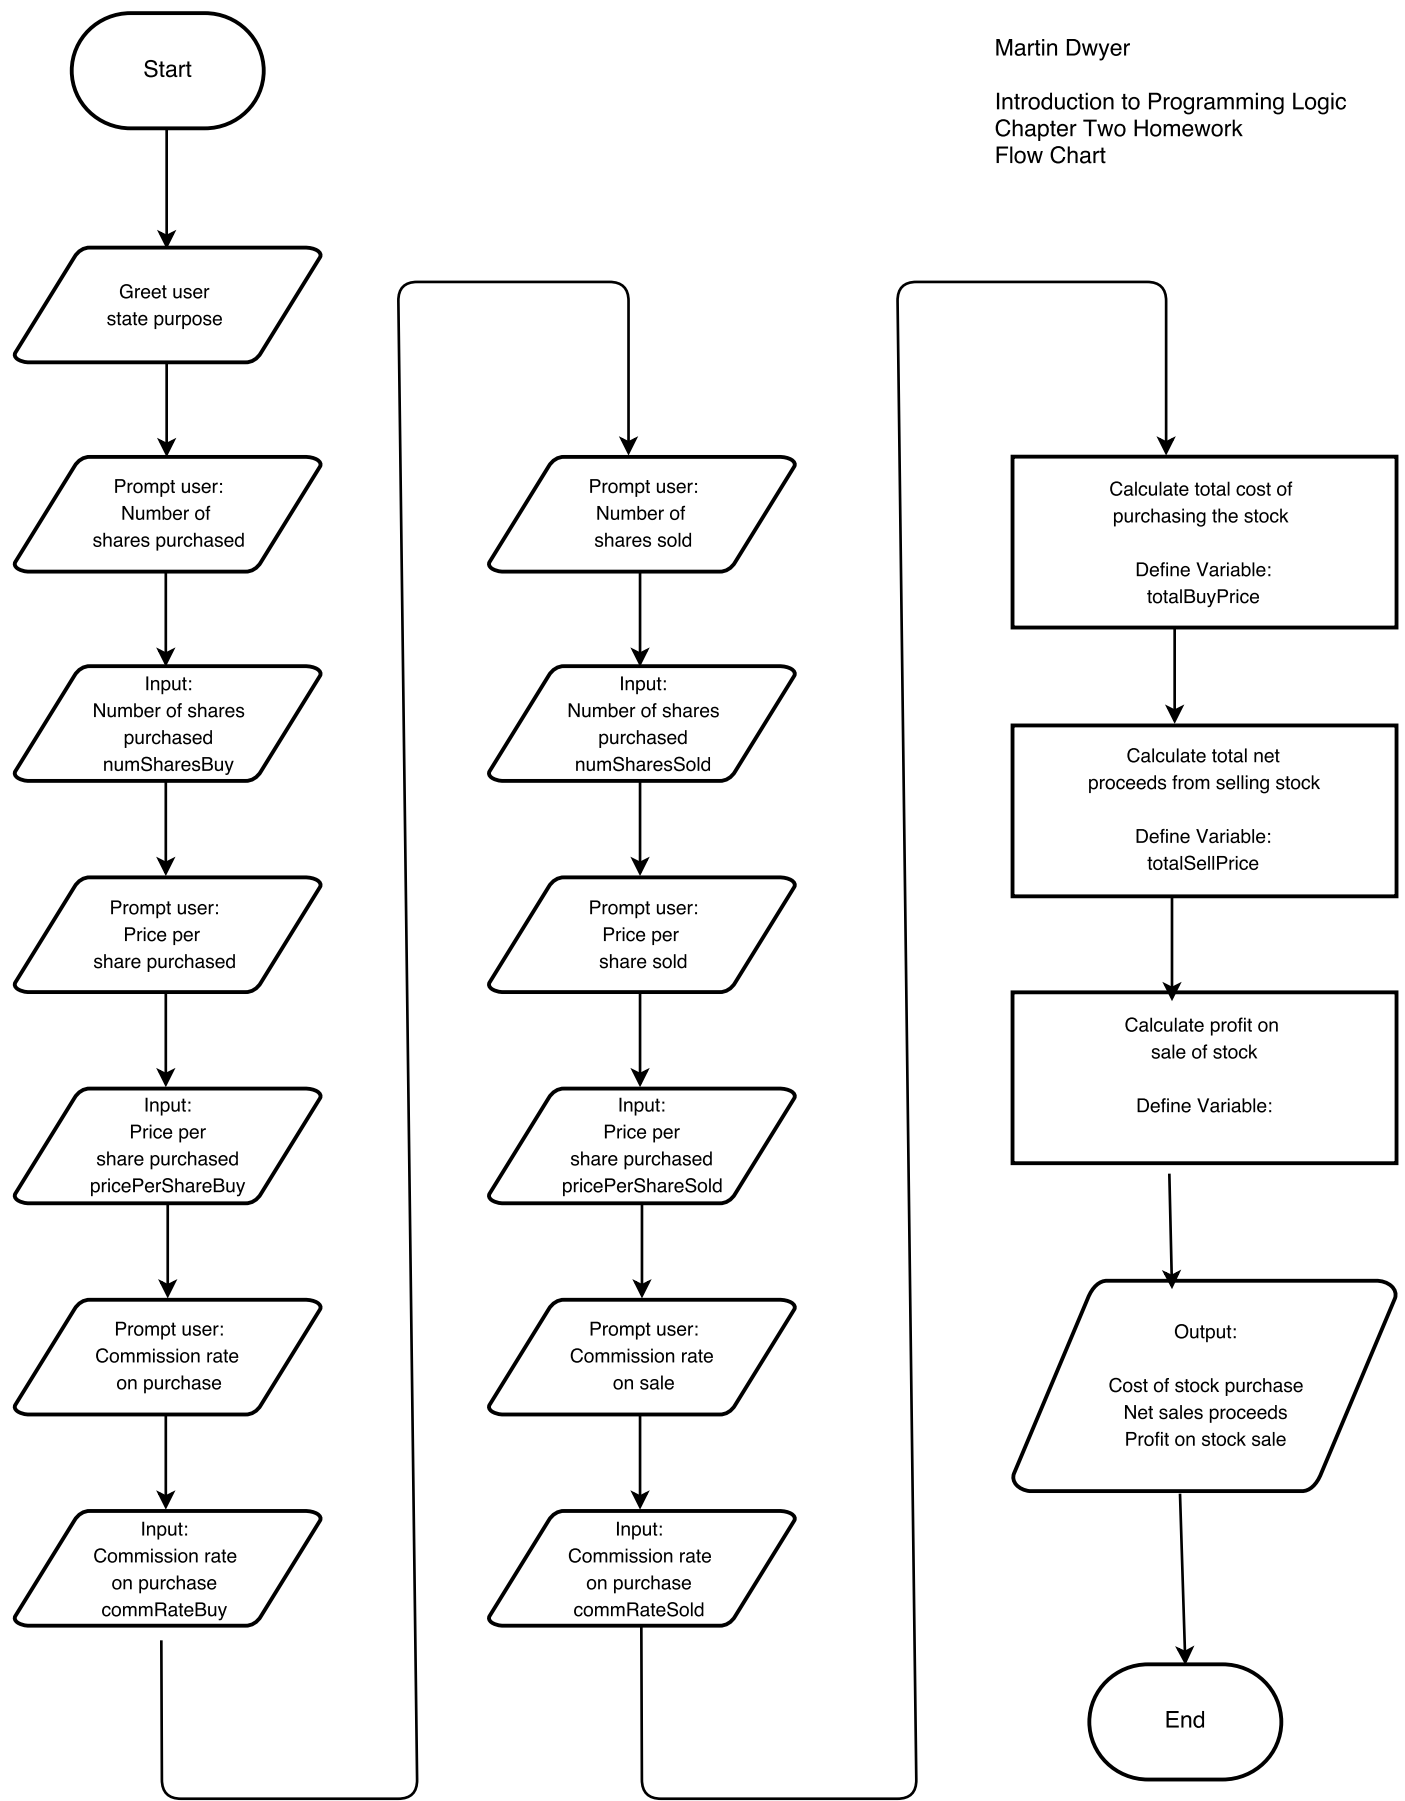 Martin Dwyer
Introduction to Programming Logic
Chapter Two Homework
Flow Chart
Start
Greet user
state purpose
Prompt user:
Number of
shares purchased
Input:
Number of shares
purchased
numSharesBuy
Prompt user:
Price per
share purchased
Input:
Price per
share purchased
pricePerShareBuy
Prompt user:
Commission rate
on purchase
Input:
Commission rate
on purchase
commRateBuy
Prompt user:
Number of
shares sold
Input:
Number of shares
purchased
numSharesSold
Prompt user:
Price per
share sold
Input:
Price per
share purchased
pricePerShareSold
Prompt user:
Commission rate
on sale
Input:
Commission rate
on purchase
commRateSold
Calculate total cost of
purchasing the stock
Define Variable:
totalBuyPrice
Calculate total net
proceeds from selling stock
Define Variable:
totalSellPrice
Calculate profit on
sale of stock
Define Variable:
Output:
Cost of stock purchase
Net sales proceeds
Profit on stock sale
End